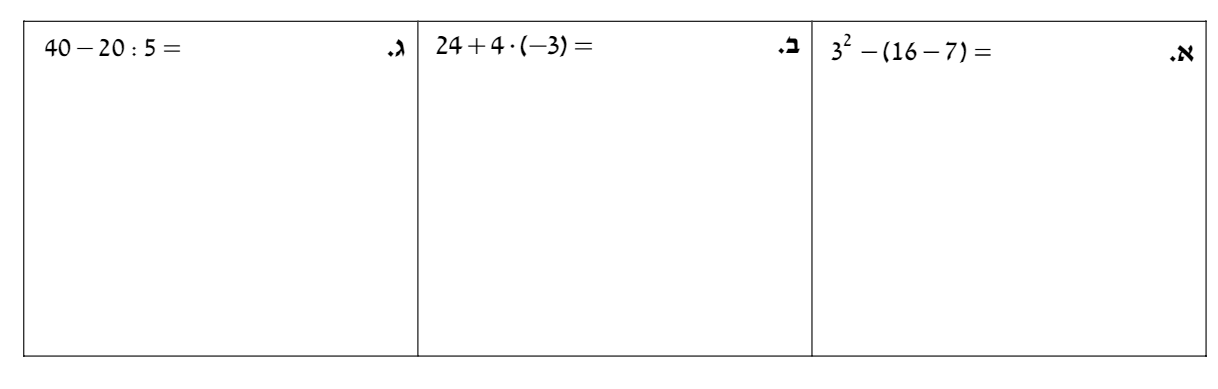 א. 3² − (16 − 7) =
ב. 24 + 4 · (−3) =
ג. 40 − 20 : 5 =